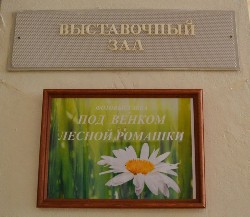 ВЫСТАВОЧНЫЙ
ЗАЛ
ПОД ВЕНКОМ
ЛЕСНОЙ РОМАШКИ